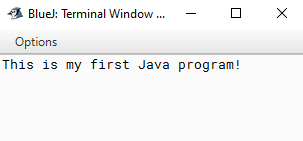 BlueJ: Terminal Window ...
Options
This is my first Java program!